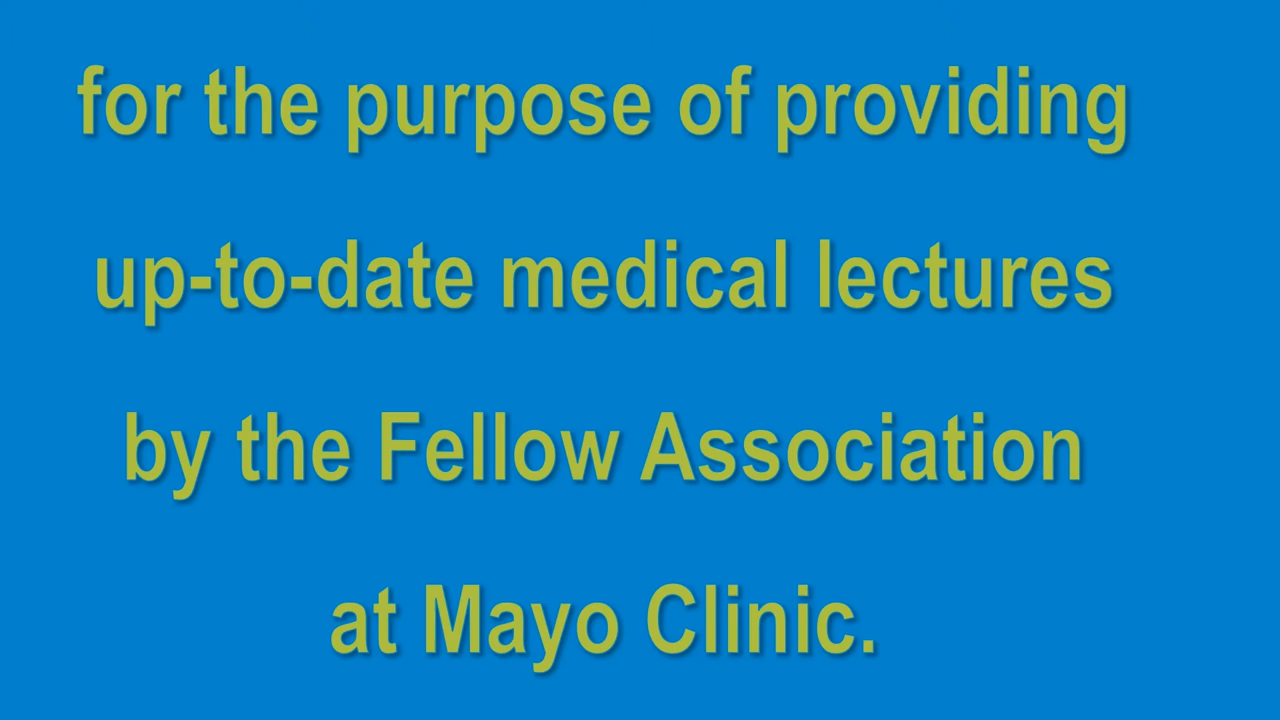 for the purpose of providing
up-to-date medical lectures
by the Fellow Association
at Mayo Clinic.